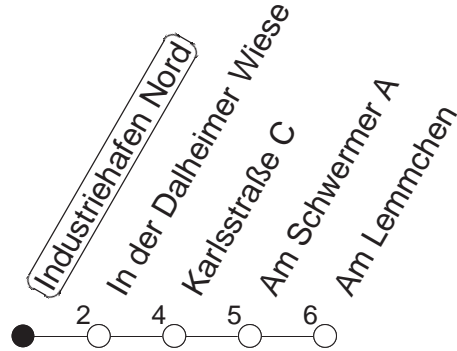 Industriehafen Nord
In der Dalheimer Wiese
Karlsstraße C
Am Schwermer A
Am Lemmchen
2 4 5 6